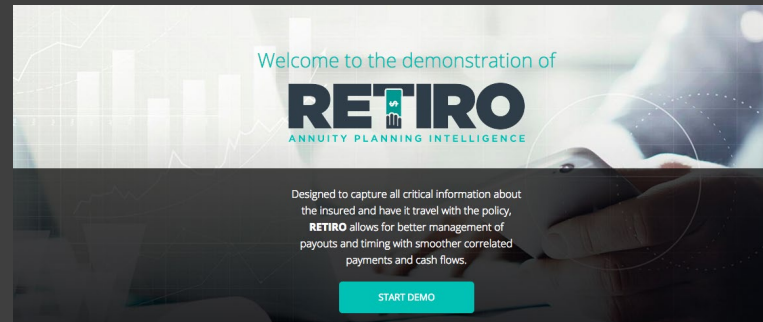 Welcome to the demonstration of
RETIRO
ANNUITY PLANNING INTELLIGENCE
Designed to capture all critical information about
the insured and have it travel with the policy,
RETIRO allows for better management of
payouts and timing with smoother correlated
payments and cash flows.
START DEMO